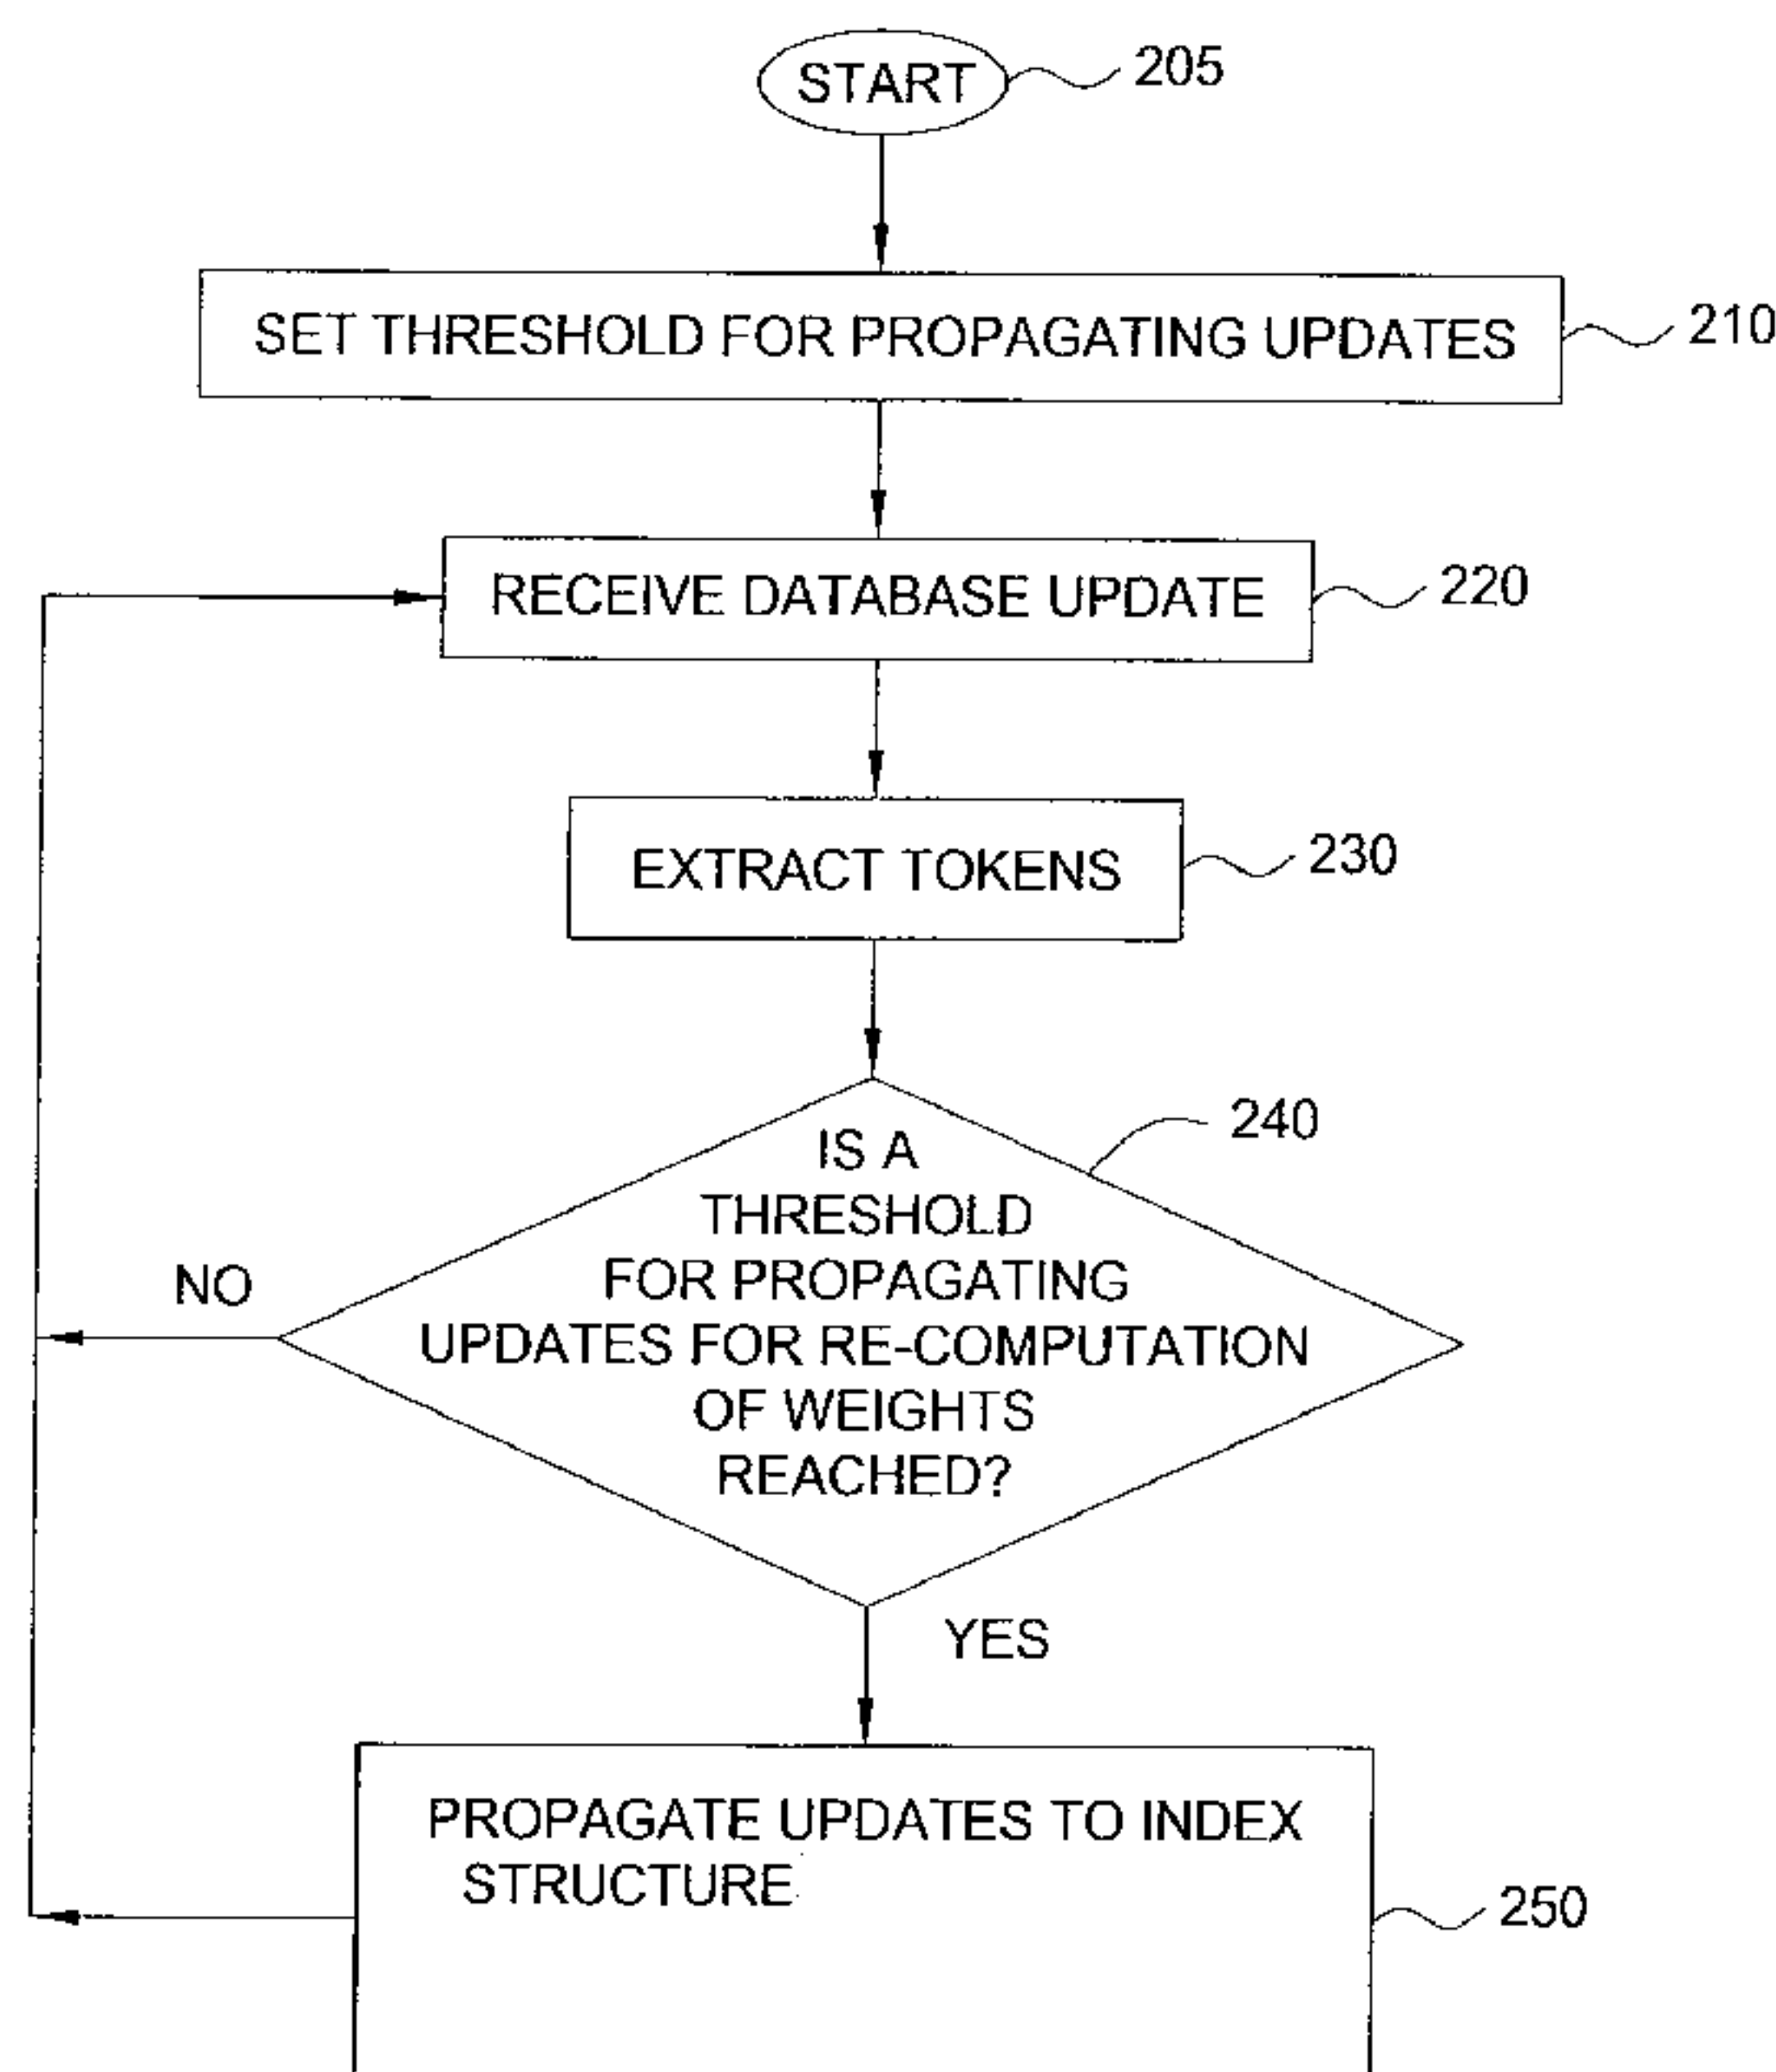 START
205
SET THRESHOLD FOR PROPAGATING UPDATES
210
RECEIVE DATABASE UPDATE
220
EXTRACT TOKENS
230
240
IS A
THRESHOLD
FOR PROPAGATING
UPDATES FOR RE-COMPUTATION
OF WEIGHTS
REACHED?
NO
YES
PROPAGATE UPDATES TO INDEX
STRUCTURE
250